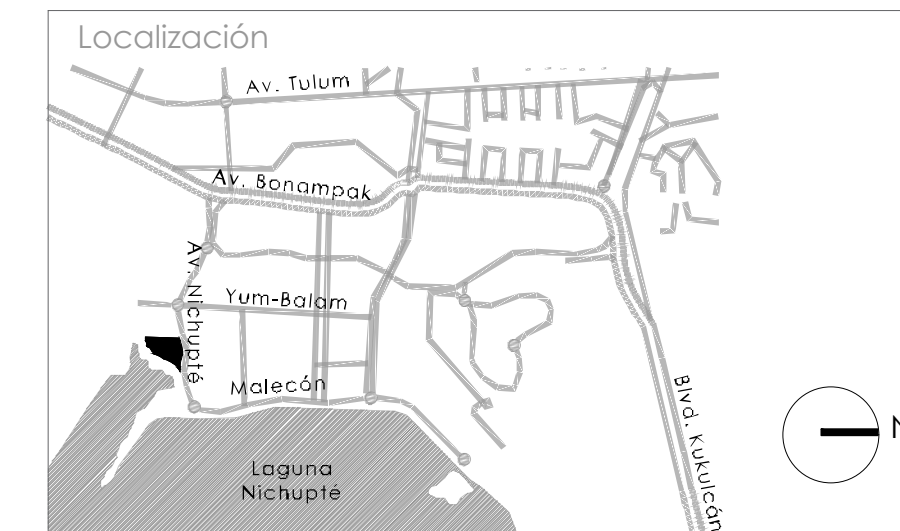 Localización
Av. Tulum
Av. Bonampak
Av. Nichupté
Yum-Balam
Malecón
Blvd. Kukulcán
N
Laguna
Nichupté